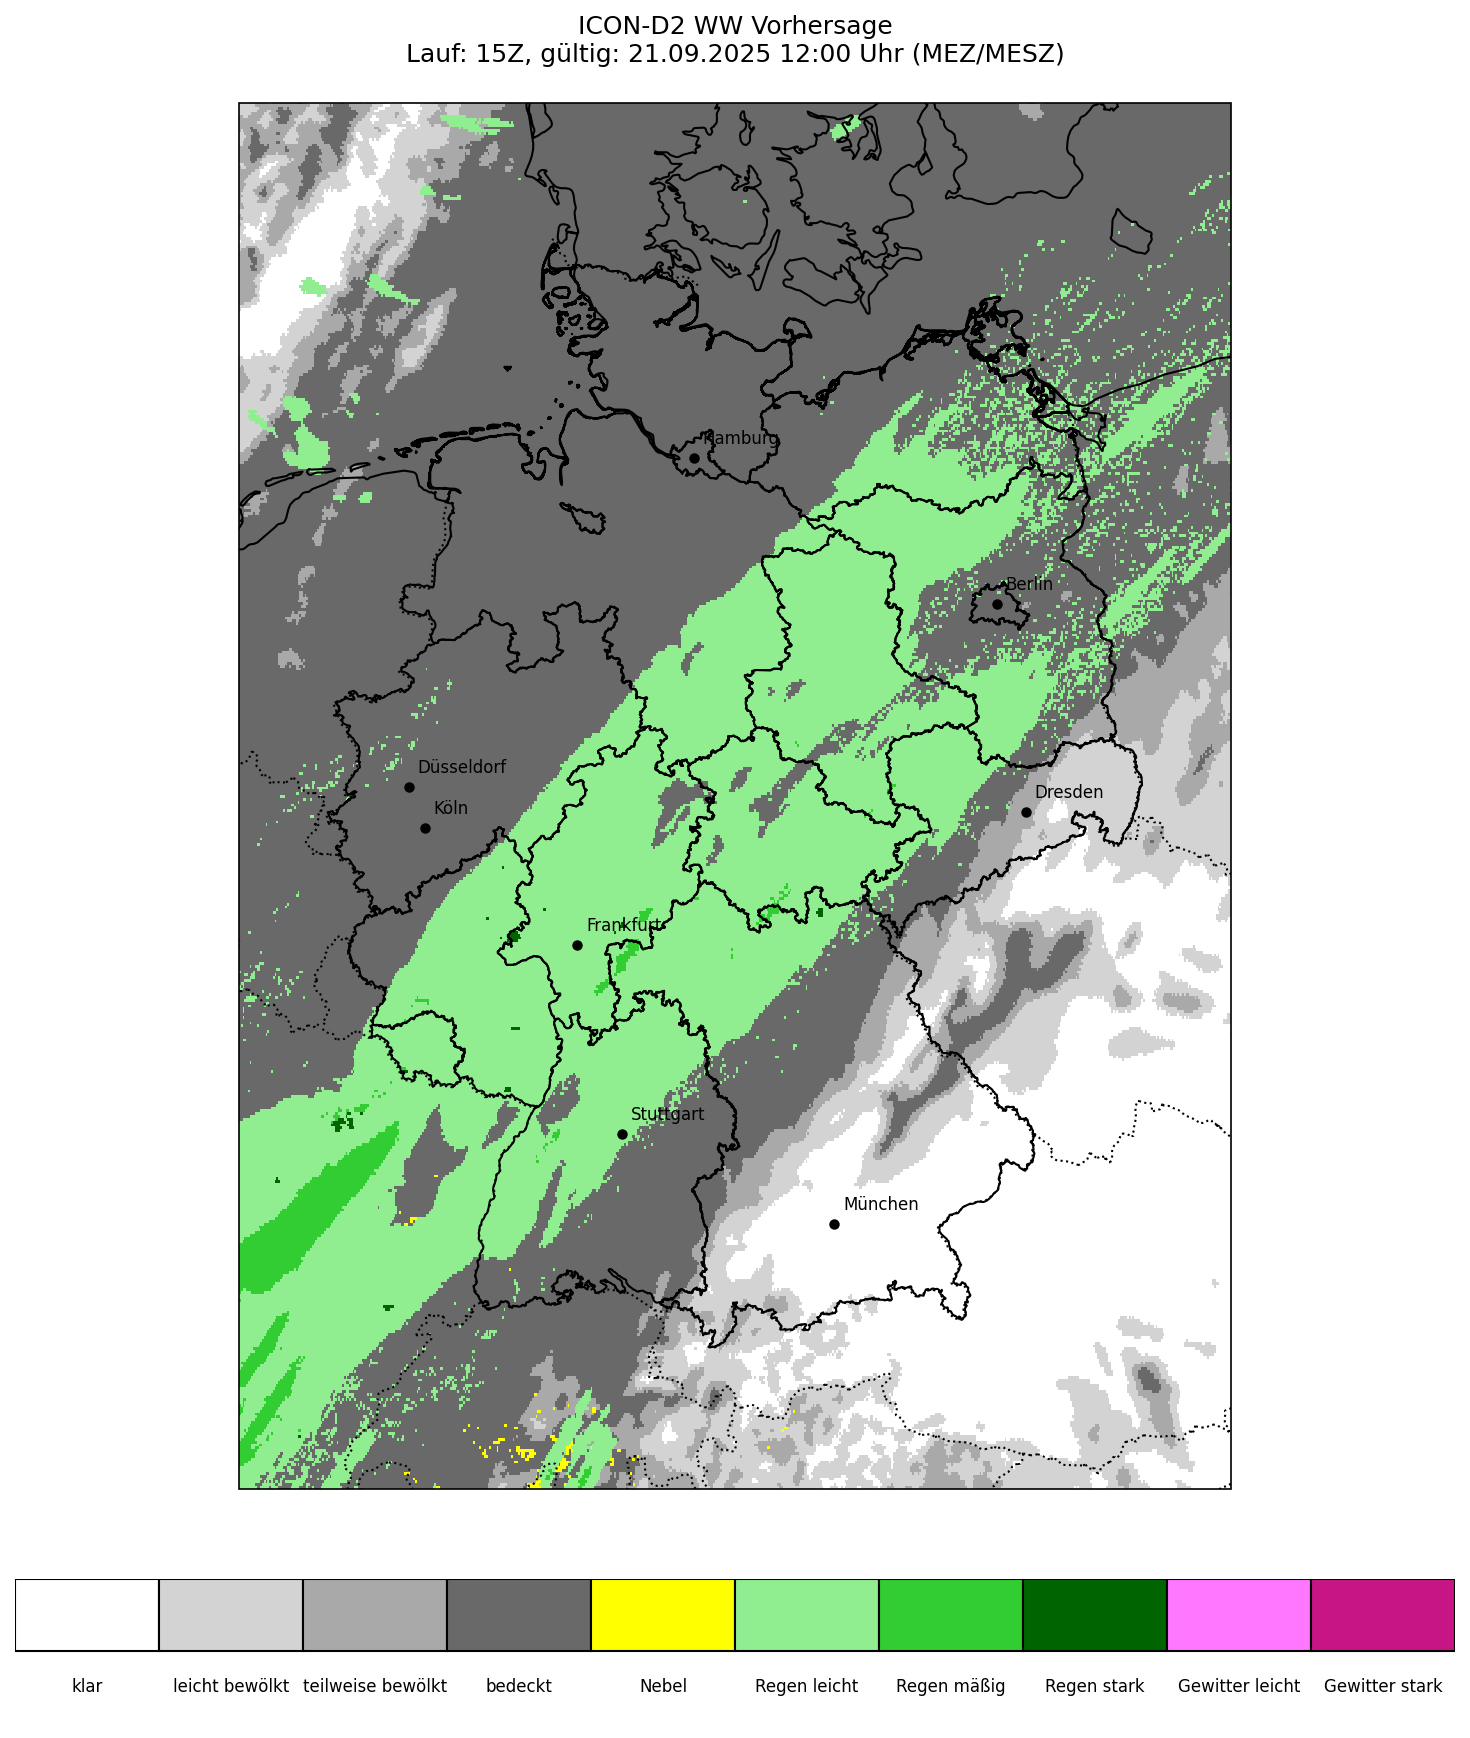 ICON-D2 WW Vorhersage
Lauf: 15Z, gültig: 21.09.2025 12:00 Uhr (MEZ/MESZ)
Hamburg
Berlin
Düsseldorf
Dresden
Köln
Frankfurt
Stuttgart
München
klar
leicht bewölkt
teilweise bewölkt
bedeckt
Nebel
Regen leicht
Regen mäßig
Regen stark
Gewitter leicht
Gewitter stark